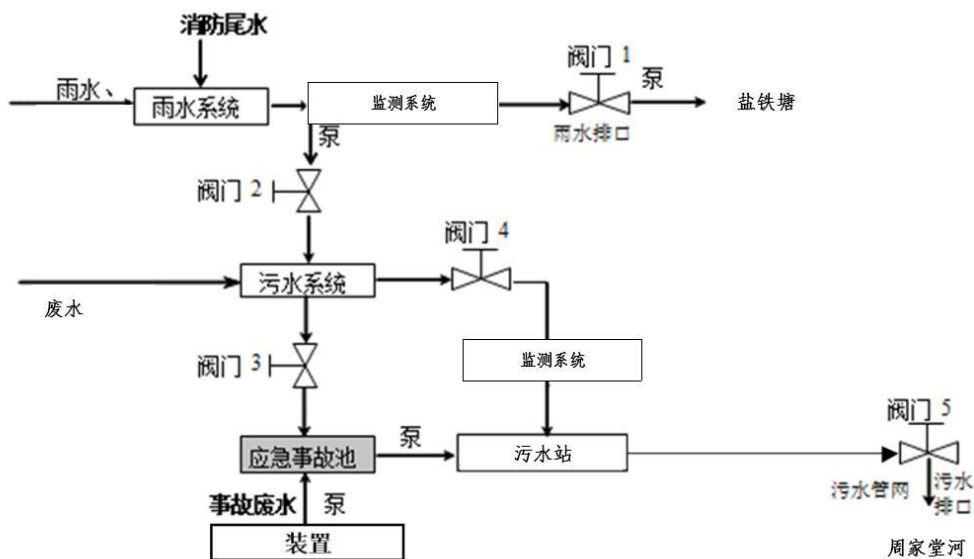 消防尾水
雨水、
雨水系统
监测系统
阀门 1
泵
盐铁塘
雨水排口
泵
阀门 2
阀门 4
废水
污水系统
阀门 3
监测系统
应急事故池
泵
污水站
阀门 5
污水管网
污水
排口
事故废水
泵
装置
周家堂河